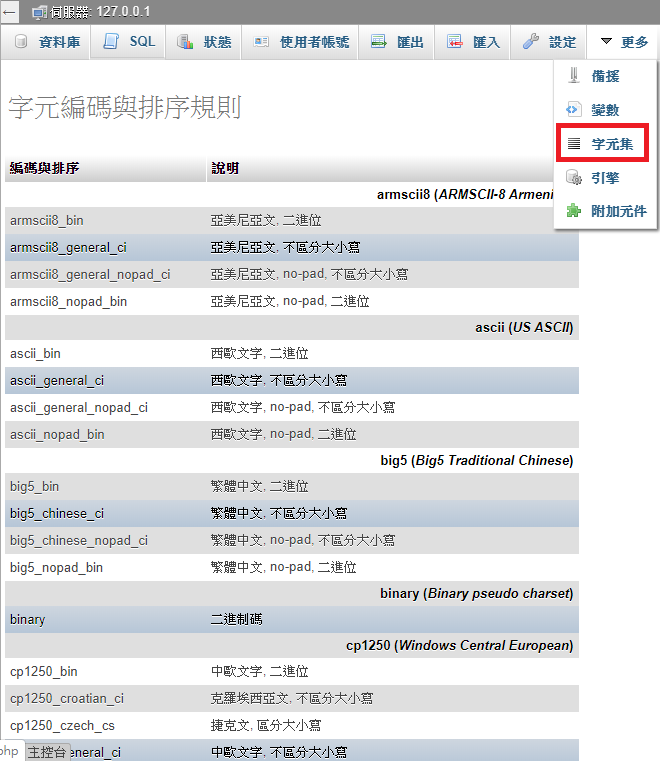 伺服器: 127.0.0.1
資料庫 SQL 狀態 使用者帳號 匯出 匯入 設定 更多
備援
變數
字元集
引擎
附加元件
字元編碼與排序規則
編碼與排序 說明
armscii8 (ARMSCII-8 Armeni
armscii8_bin 亞美尼亞文, 二進位
armscii8_general_ci 亞美尼亞文, 不區分大小寫
armscii8_general_nopad_ci 亞美尼亞文, no-pad, 不區分大小寫
armscii8_nopad_bin 亞美尼亞文, no-pad, 二進位
ascii (US ASCII)
ascii_bin 西歐文字, 二進位
ascii_general_ci 西歐文字, 不區分大小寫
ascii_general_nopad_ci 西歐文字, no-pad, 不區分大小寫
ascii_nopad_bin 西歐文字, no-pad, 二進位
big5 (Big5 Traditional Chinese)
big5_bin 繁體中文, 二進位
big5_chinese_ci 繁體中文, 不區分大小寫
big5_chinese_nopad_ci 繁體中文, no-pad, 不區分大小寫
big5_nopad_bin 繁體中文, no-pad, 二進位
binary (Binary pseudo charset)
binary 二進制碼
cp1250 (Windows Central European)
cp1250_bin 中歐文字, 二進位
cp1250_croatian_ci 克羅埃西亞文, 不區分大小寫
cp1250_czech_cs 捷克文, 區分大小寫
php 主控台 eneral_ci 中歐文字, 不區分大小寫